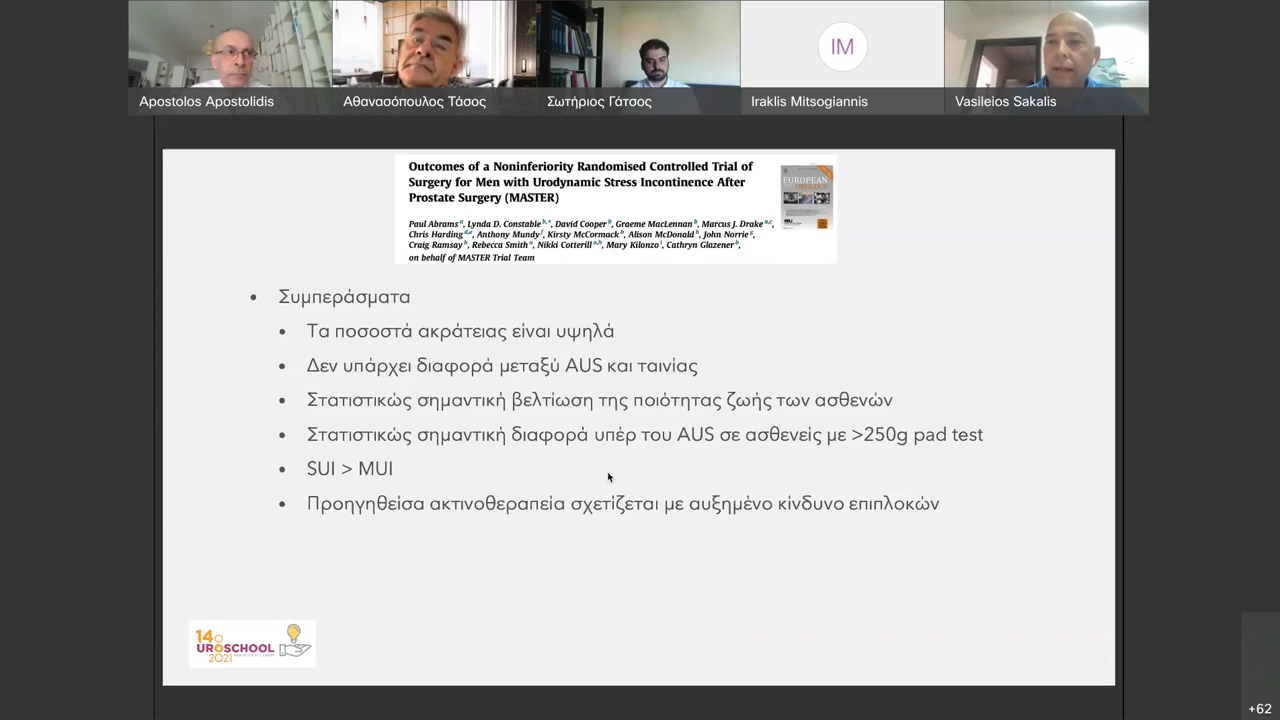 Apostolos Apostolidis
Αθανασόπουλος Τάσος
Σωτήριος Γάτσος
IM
Iraklis Mitsogiannis
Vasileios Sakalis
Outcomes of a Noninferiority Randomised Controlled Trial of
Surgery for Men with Urodynamic Stress Incontinence After
Prostate Surgery (MASTER)
EUROPEAN
Paul Abrams a, Lynda D. Constable b,*, David Cooper b, Graeme MacLennan b, Marcus J. Drake a,c,
Chris Harding d,e, Anthony Mundy f, Kirsty McCormack b, Alison McDonald b, John Norrie g,
Craig Ramsay b, Rebecca Smith a, Nikki Cotterill a,h, Mary Kilonzo i, Cathryn Glazener b,
on behalf of MASTER Trial Team
• Συμπεράσματα
• Τα ποσοστά ακράτειας είναι υψηλά
• Δεν υπάρχει διαφορά μεταξύ AUS και ταινίας
• Στατιστικώς σημαντική βελτίωση της ποιότητας ζωής των ασθενών
• Στατιστικώς σημαντική διαφορά υπέρ του AUS σε ασθενείς με >250g pad test
• SUI > MUI
• Προηγηθείσα ακτινοθεραπεία σχετίζεται με αυξημένο κίνδυνο επιπλοκών
14ο
UROSCHOOL
2021
+62